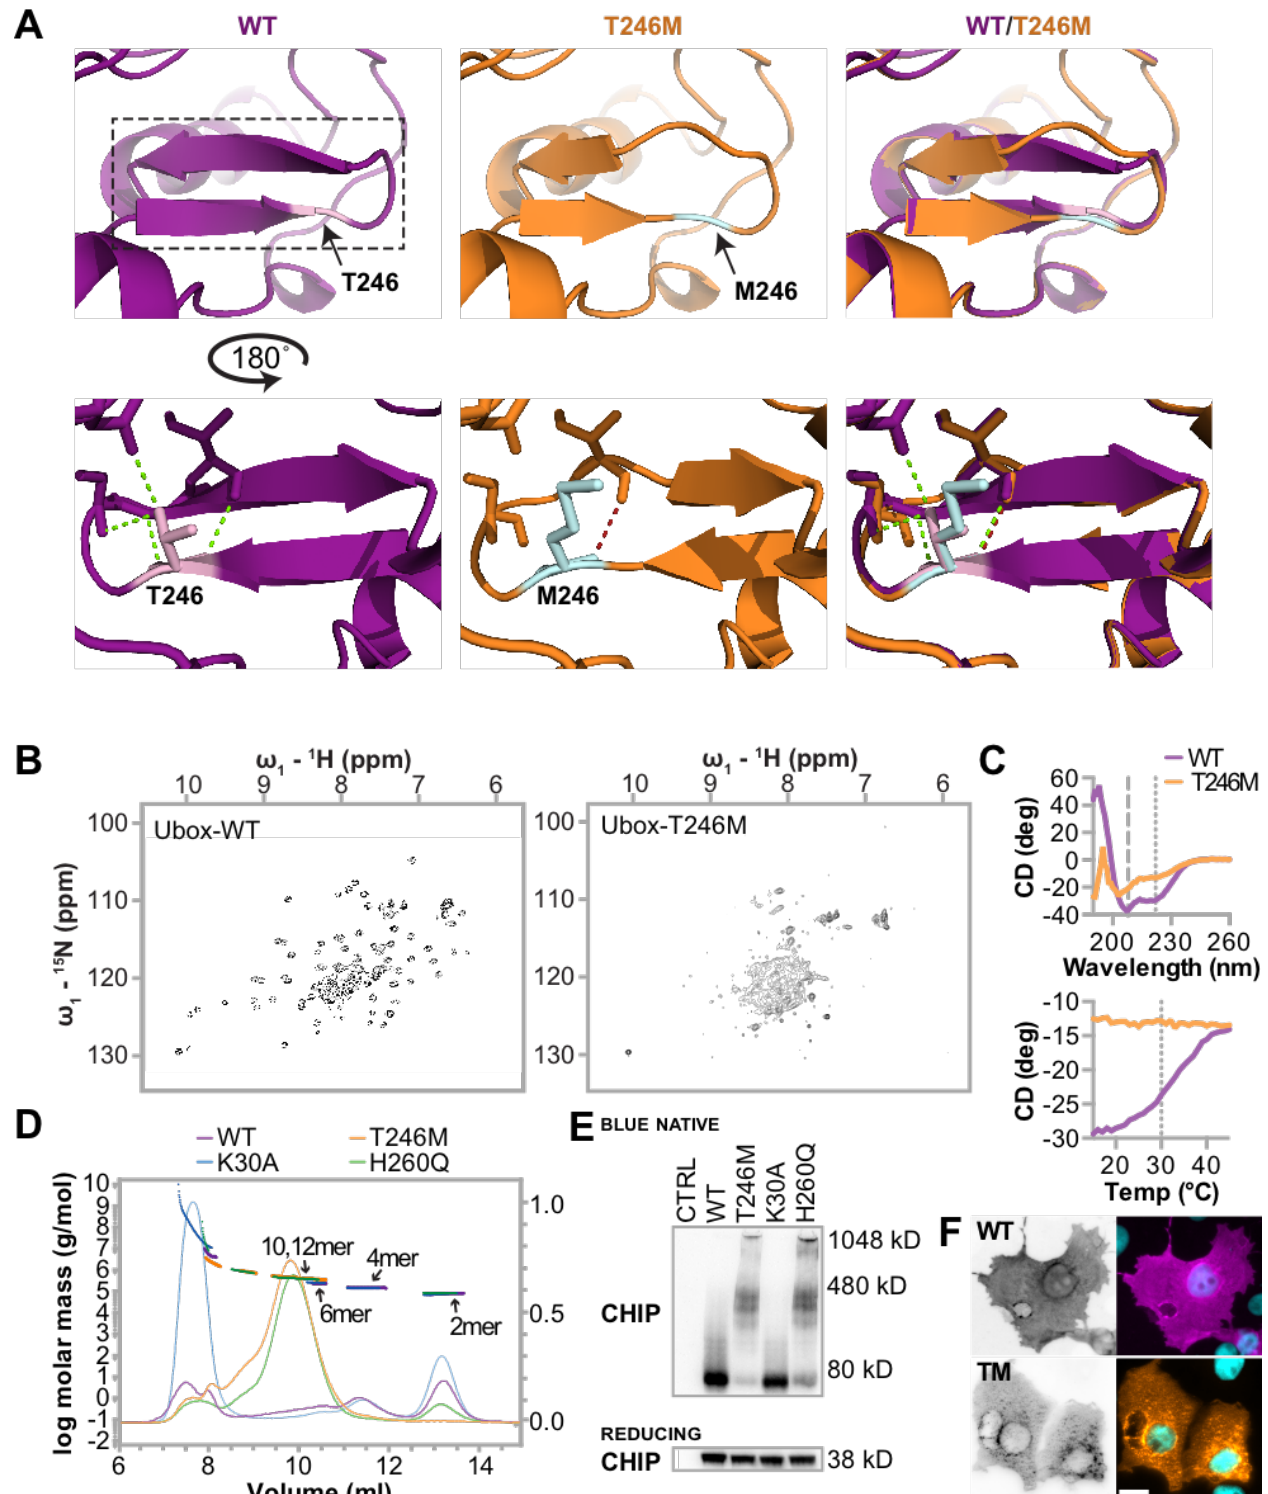 A
WT
T246M
WT/T246M
T246
M246
180°
T246
M246
B
ω1 - 1H (ppm)
ω1 - 1H (ppm)
10 9 8 7 6
10 9 8 7 6
Ubox-WT
Ubox-T246M
ω1 - 15N (ppm)
100
110
120
130
100
110
120
130
C
WT
T246M
CD (deg)
60
40
20
0
-20
-40
200 230 260
Wavelength (nm)
CD (deg)
-10
-15
-20
-25
-30
20 30 40
Temp (°C)
D
WT
T246M
K30A
H260Q
log molar mass (g/mol)
10
9
8
7
6
5
4
3
2
1
0
-1
-2
1.0
0.5
0.0
10,12mer
4mer
6mer
2mer
6 8 10 12 14
Volume (ml)
E
BLUE NATIVE
CTRL
WT
T246M
K30A
H260Q
1048 kD
480 kD
CHIP
80 kD
REDUCING
CHIP
38 kD
F
WT
TM